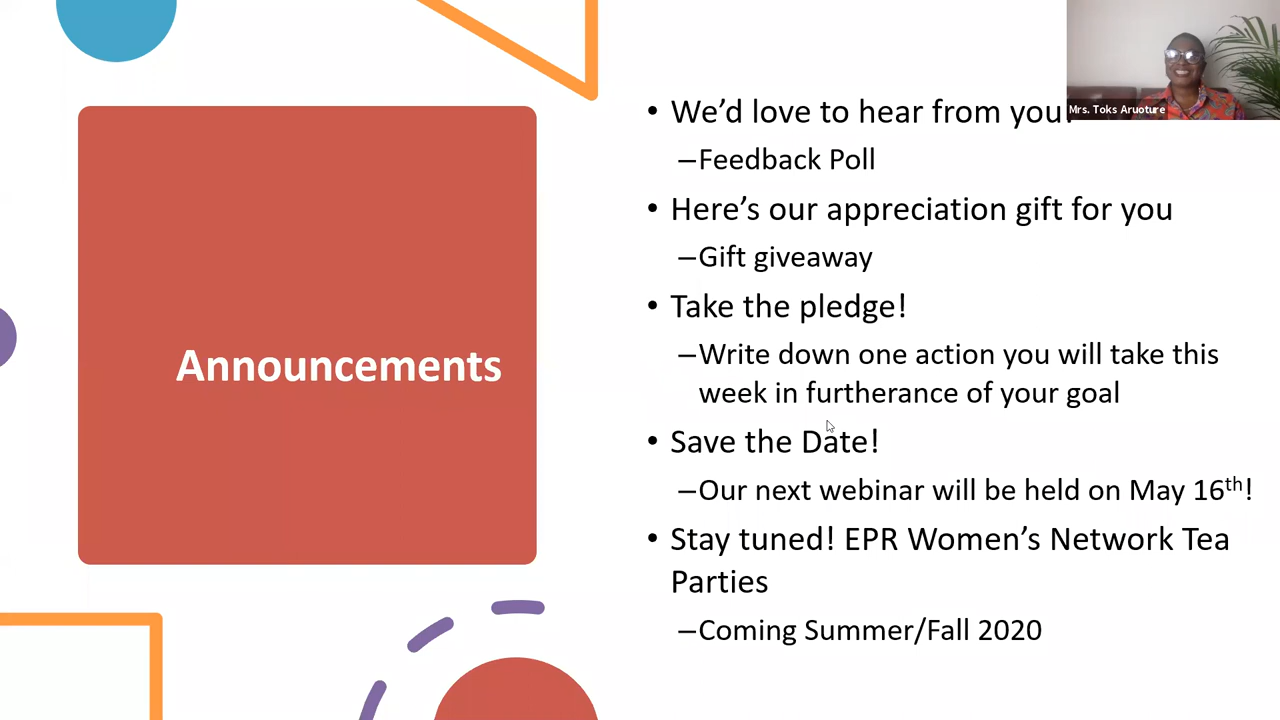 Mrs. Toks Aruoture
Announcements
• We’d love to hear from you!
–Feedback Poll
• Here’s our appreciation gift for you
–Gift giveaway
• Take the pledge!
–Write down one action you will take this
week in furtherance of your goal
• Save the Date!
–Our next webinar will be held on May 16th!
• Stay tuned! EPR Women’s Network Tea
Parties
–Coming Summer/Fall 2020